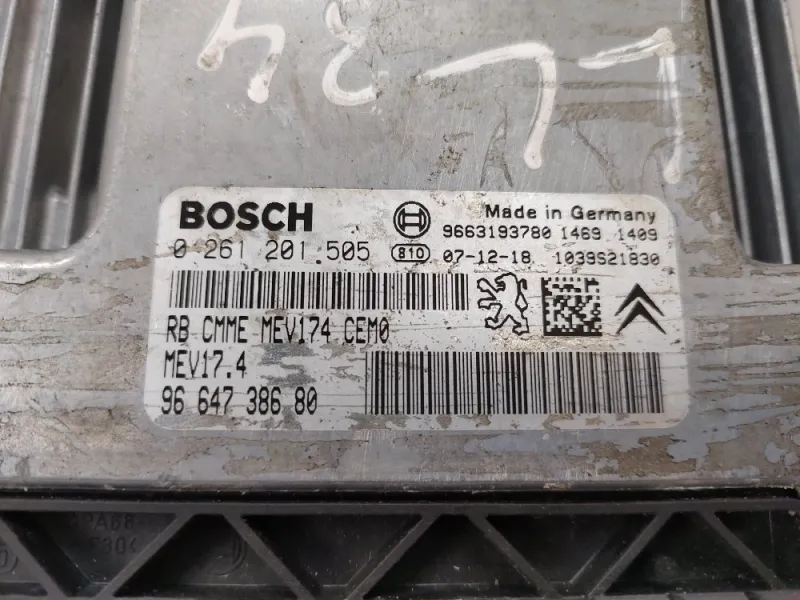 BOSCH
Made in Germany
9663193780 1469 1409
0 261 201.505
810
07-12-18
1039S21830
RB CMME MEV174 CEM0
MEV17.4
96 647 386 80